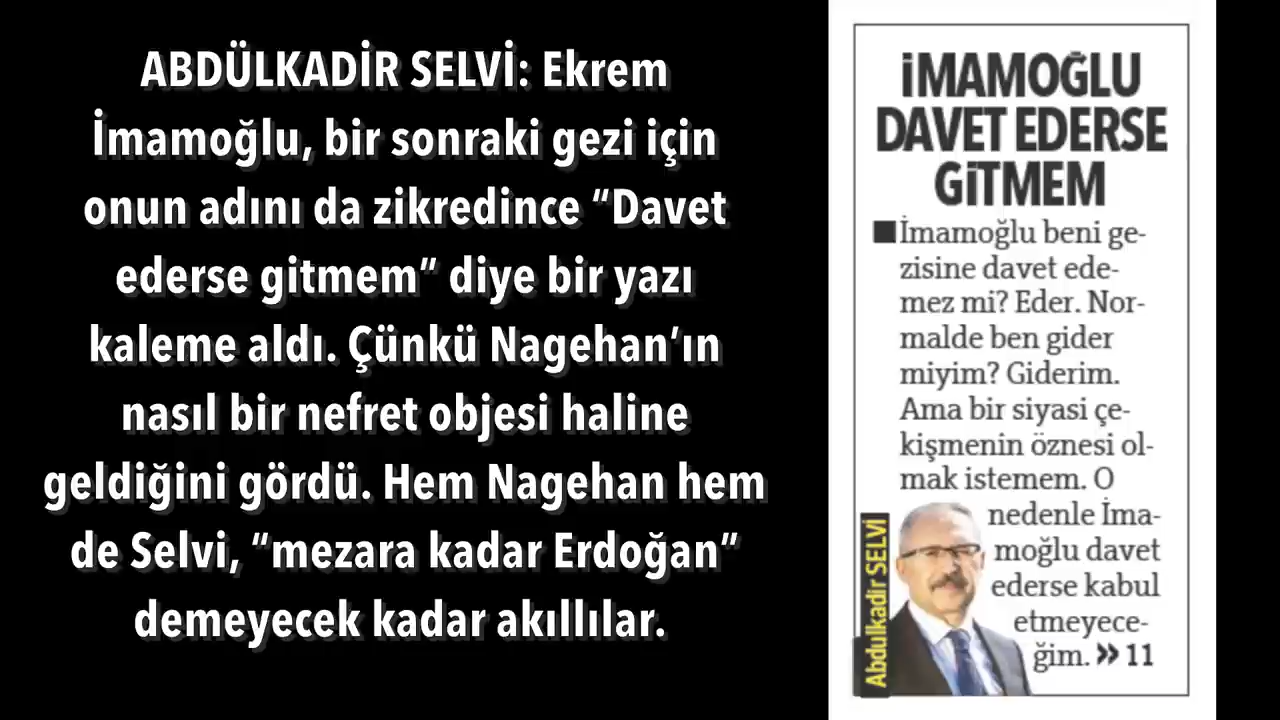 ABDÜLKADİR SELVİ: Ekrem
İmamoğlu, bir sonraki gezi için
onun adını da zikredince “Davet
ederse gitmem” diye bir yazı
kaleme aldı. Çünkü Nagehan’ın
nasıl bir nefret objesi haline
geldiğini gördü. Hem Nagehan hem
de Selvi, “mezara kadar Erdoğan”
demeyecek kadar akıllılar.
İMAMOĞLU
DAVET EDERSE
GİTMEM
■İmamoğlu beni ge-
zisine davet ede-
mez mi? Eder. Nor-
malde ben gider
miyim? Giderim.
Ama bir siyasi çe-
kişmenin öznesi ol-
mak istemem. O
nedenle İma-
moğlu davet
ederse kabul
etmeyece-
ğim. » 11
Abdulkadir SELVİ